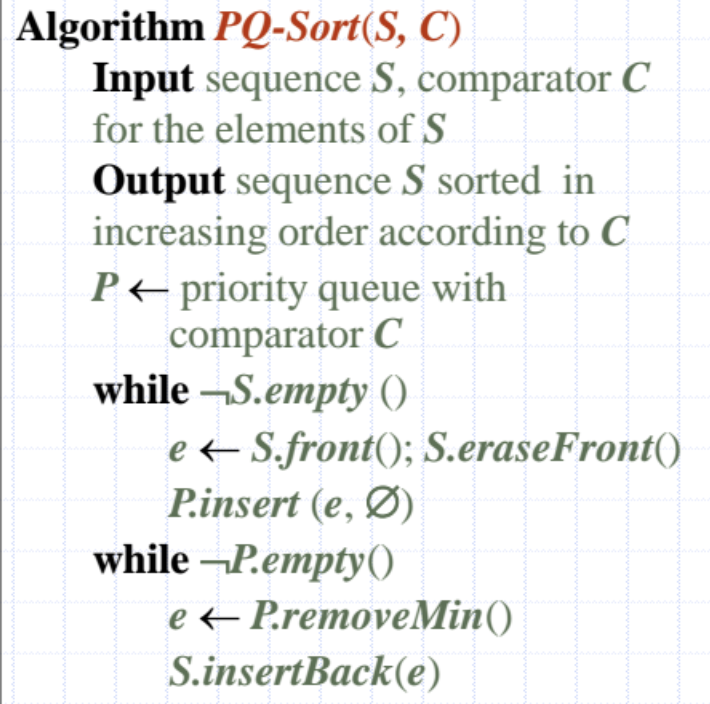 Algorithm PQ-Sort(S, C)
Input sequence S, comparator C
for the elements of S
Output sequence S sorted in
increasing order according to C
P ← priority queue with
comparator C
while ¬S.empty ()
e ← S.front(); S.eraseFront()
P.insert (e, ∅)
while ¬P.empty()
e ← P.removeMin()
S.insertBack(e)